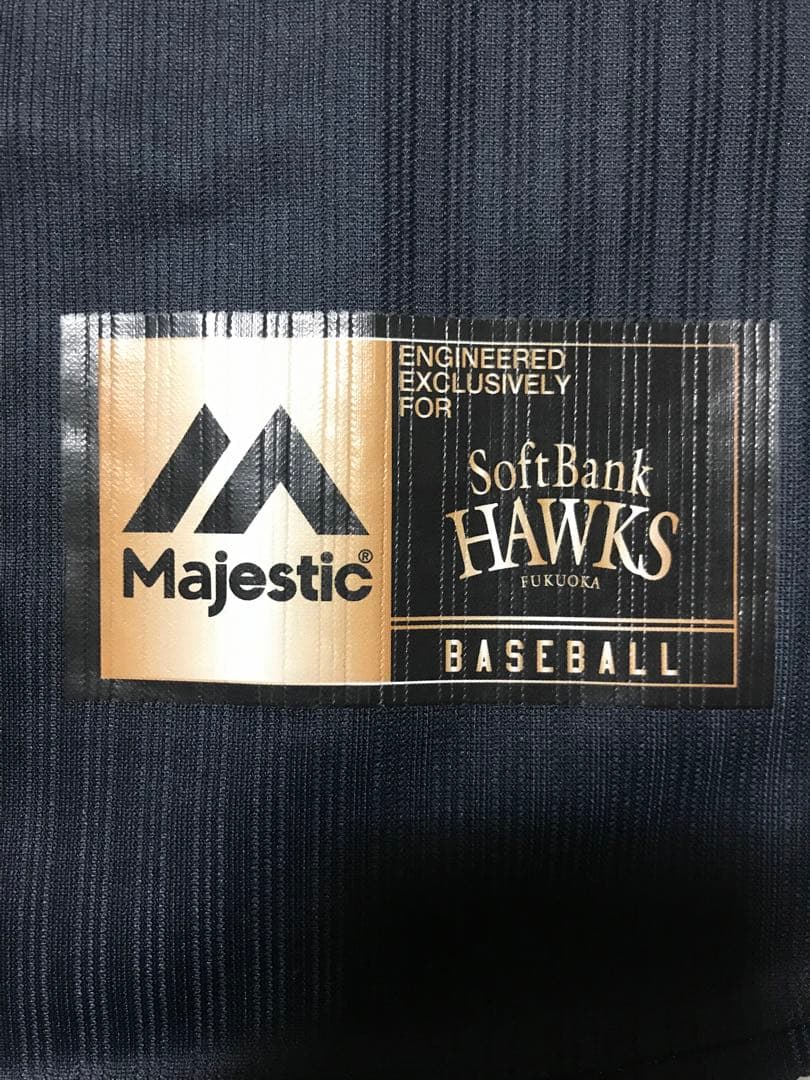 Majestic®
ENGINEERED
EXCLUSIVELY
FOR
SoftBank
HAWKS
FUKUOKA
BASEBALL